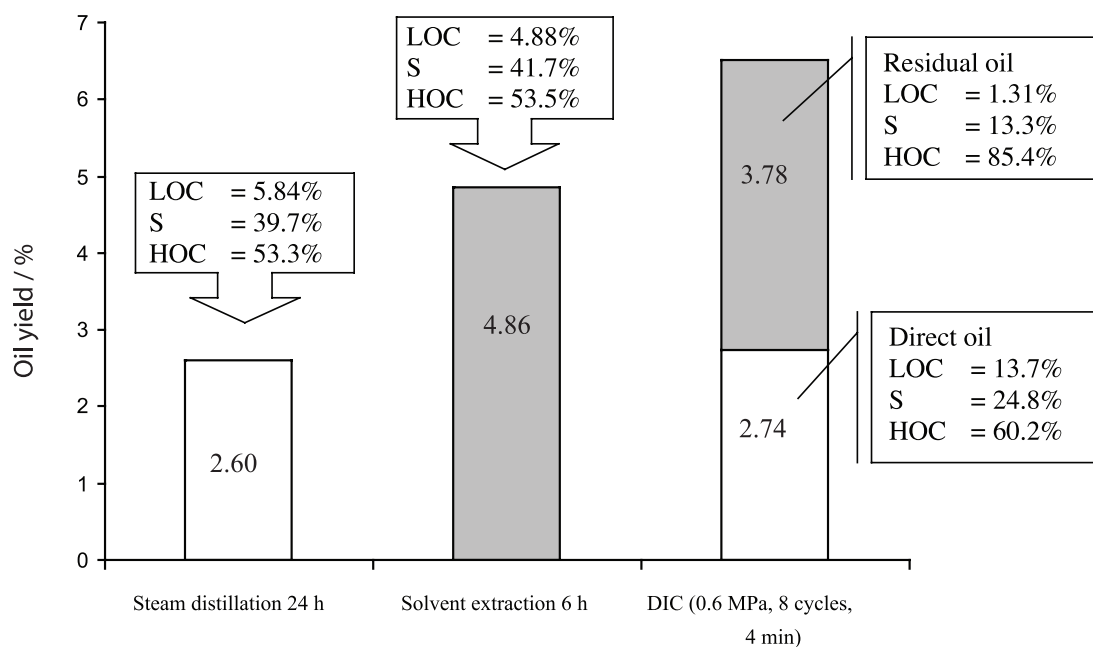 7
6
5
4
3
2
1
0
Oil yield / %
LOC = 5.84%
S = 39.7%
HOC = 53.3%
2.60
LOC = 4.88%
S = 41.7%
HOC = 53.5%
4.86
3.78
2.74
Residual oil
LOC = 1.31%
S = 13.3%
HOC = 85.4%
Direct oil
LOC = 13.7%
S = 24.8%
HOC = 60.2%
Steam distillation 24 h
Solvent extraction 6 h
DIC (0.6 MPa, 8 cycles,
4 min)